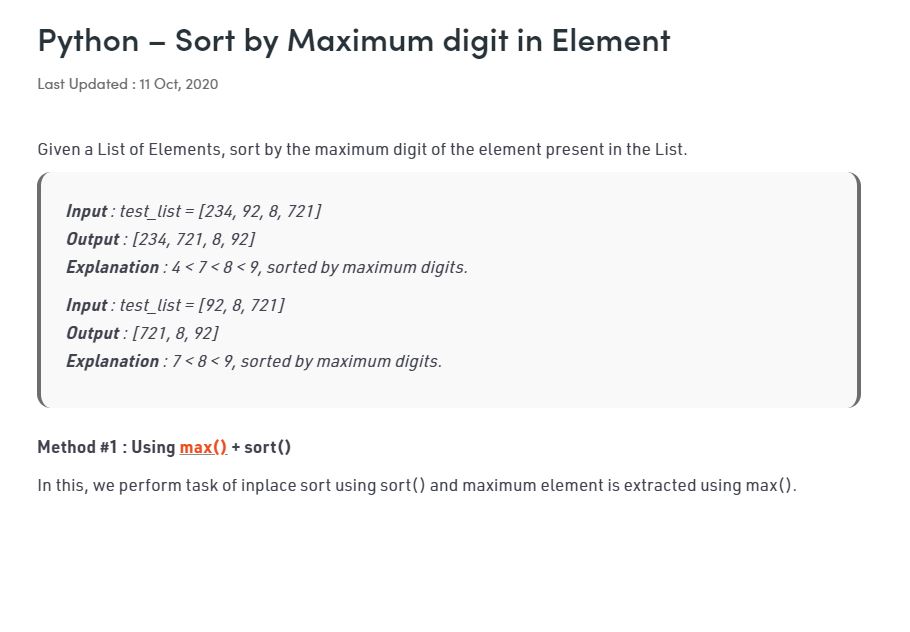 Python – Sort by Maximum digit in Element
Last Updated : 11 Oct, 2020
Given a List of Elements, sort by the maximum digit of the element present in the List.
Input : test_list = [234, 92, 8, 721]
Output : [234, 721, 8, 92]
Explanation : 4 < 7 < 8 < 9, sorted by maximum digits.
Input : test_list = [92, 8, 721]
Output : [721, 8, 92]
Explanation : 7 < 8 < 9, sorted by maximum digits.
Method #1 : Using max() + sort()
In this, we perform task of inplace sort using sort() and maximum element is extracted using max().